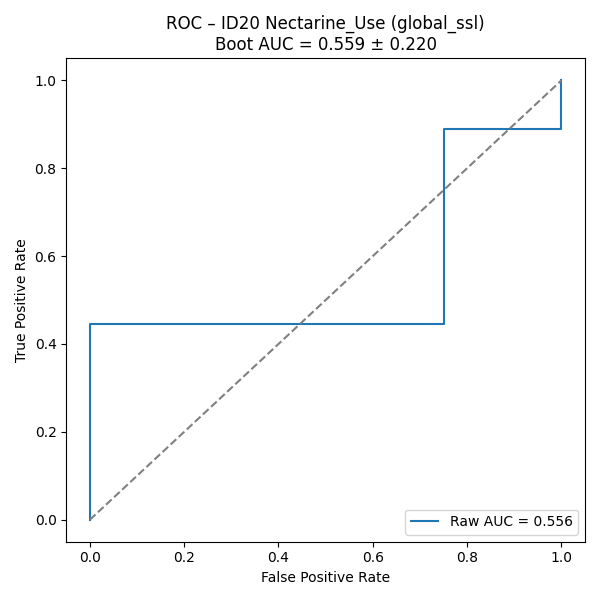 ROC – ID20 Nectarine_Use (global_ssl)
Boot AUC = 0.559 ± 0.220
1.0
0.8
0.6
0.4
0.2
0.0
True Positive Rate
Raw AUC = 0.556
0.0 0.2 0.4 0.6 0.8 1.0
False Positive Rate